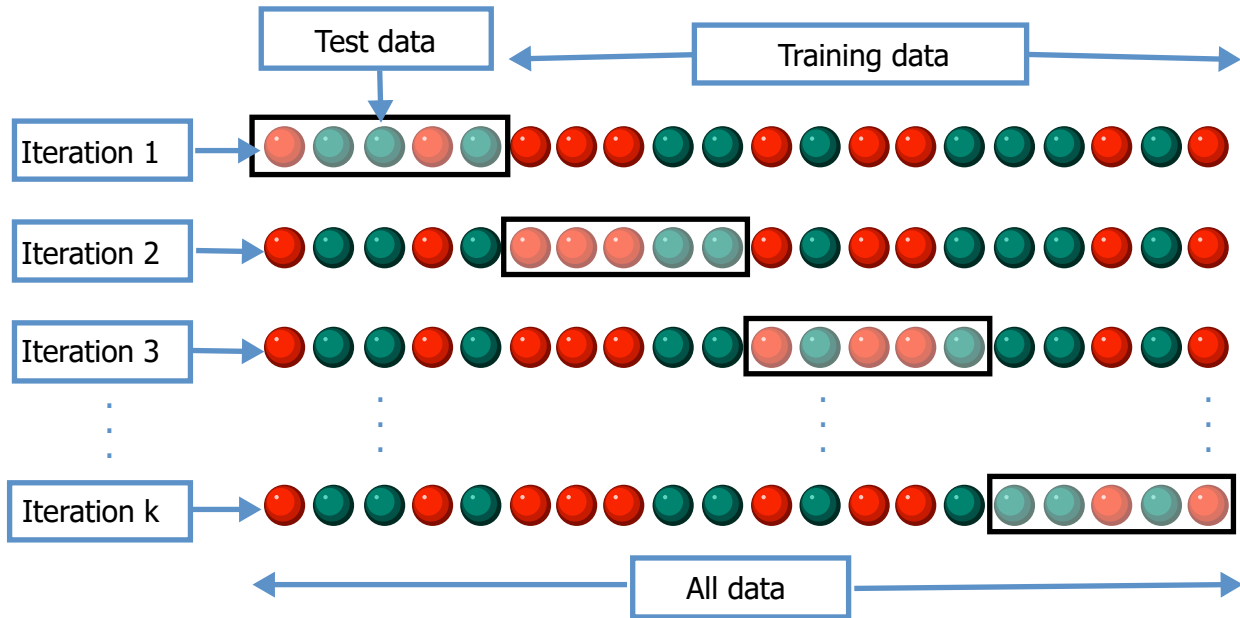 Test data
Training data
Iteration 1
Iteration 2
Iteration 3
Iteration k
All data